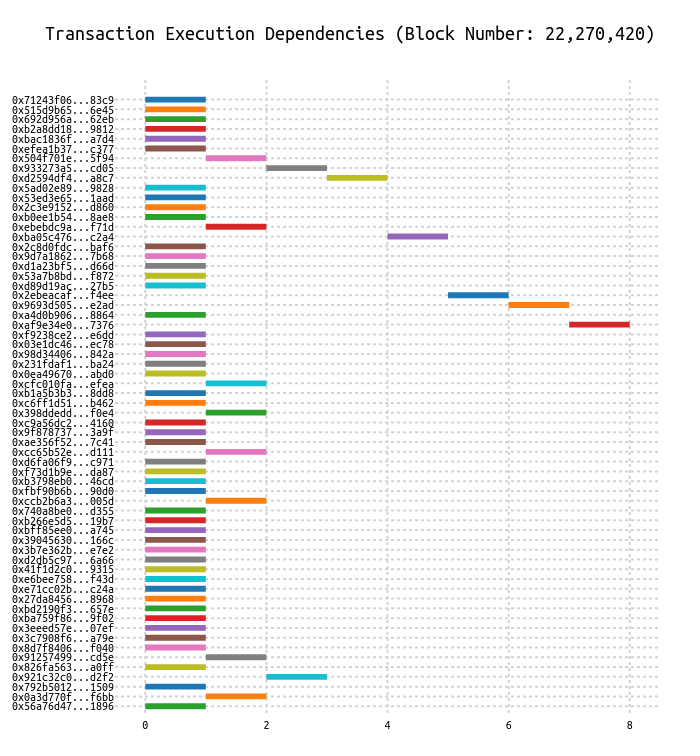 Transaction Execution Dependencies (Block Number: 22,270,420)
0x71243f06...83c9
0x515d9b65...6e45
0x692d956a...62eb
0xb2a8dd18...9812
0xbac1836f...a7d4
0xefea1b37...c377
0x504f701e...5f94
0x933273a5...cd05
0xd2594df4...a8c7
0x5ad02e89...9828
0x53ed3e65...1aad
0x2c3e9152...d860
0xb0ee1b54...8ae8
0xebebdc9a...f71d
0xba05c476...c2a4
0x2c8d0fdc...baf6
0x9d7a1862...7b68
0xd1a23bf5...d66d
0x53a7b8bd...f872
0xd89d19ac...27b5
0x2ebeacaf...f4ee
0x9693d505...e2ad
0xa4d0b906...8864
0xaf9e34e0...7376
0xf9238ce2...e6dd
0x03e1dc46...ec78
0x98d34406...842a
0x231fdaf1...ba24
0x0ea49670...abd0
0xcfc010fa...efea
0xb1a5b3b3...8dd8
0xc6ff1d51...b462
0x398ddedd...f0e4
0xc9a56dc2...4160
0x9f878737...3a9f
0xae356f52...7c41
0xcc65b52e...d111
0xd6fa06f9...c971
0xf73d1b9e...da87
0xb3798eb0...46cd
0xfbf90b6b...90d0
0xccb2b6a3...005d
0x740a8be0...d355
0xb266e5d5...19b7
0xbff85ee0...a745
0x39045630...166c
0x3b7e362b...e7e2
0xd2db5c97...6a66
0x41f1d2c0...9315
0xe6bee758...f43d
0xe71cc02b...c24a
0x27da8456...8968
0xbd2190f3...657e
0xba759f86...9f02
0x3eeed57e...07ef
0x3c7908f6...a79e
0x8d7f8406...f040
0x91257499...cd5e
0x826fa563...a0ff
0x921c32c0...d2f2
0x792b5012...1509
0x0a3d770f...f6bb
0x56a76d47...1896
0 2 4 6 8